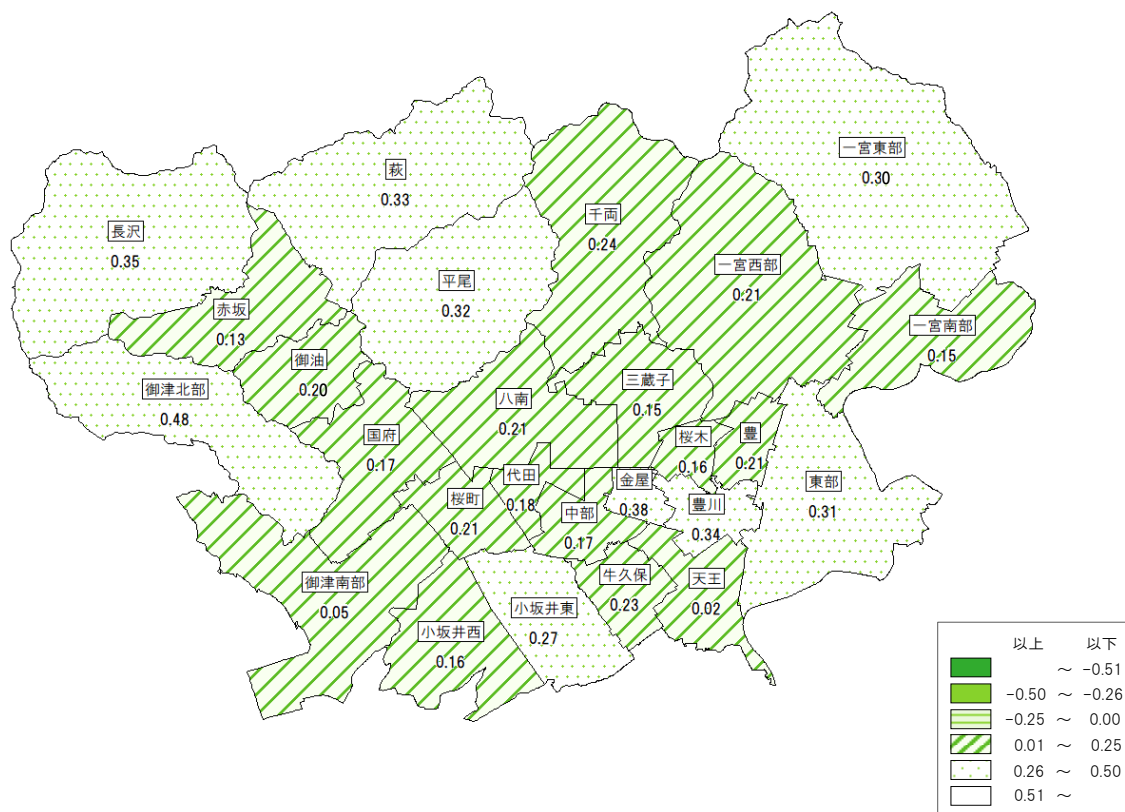 一宮東部
0.30
萩
0.33
千両
0.24
長沢
0.35
一宮西部
0.21
平尾
0.32
赤坂
0.13
一宮南部
0.15
御油
0.20
三蔵子
0.15
御津北部
0.48
八南
0.21
国府
0.17
桜木
0.16
豊
0.21
代田
0.18
金屋
0.38
東部
0.31
桜町
0.21
中部
0.17
豊川
0.34
御津南部
0.05
牛久保
0.23
天王
0.02
小坂井東
0.27
小坂井西
0.16
以上 以下
～ -0.51
-0.50 ～ -0.26
-0.25 ～ 0.00
0.01 ～ 0.25
0.26 ～ 0.50
0.51 ～